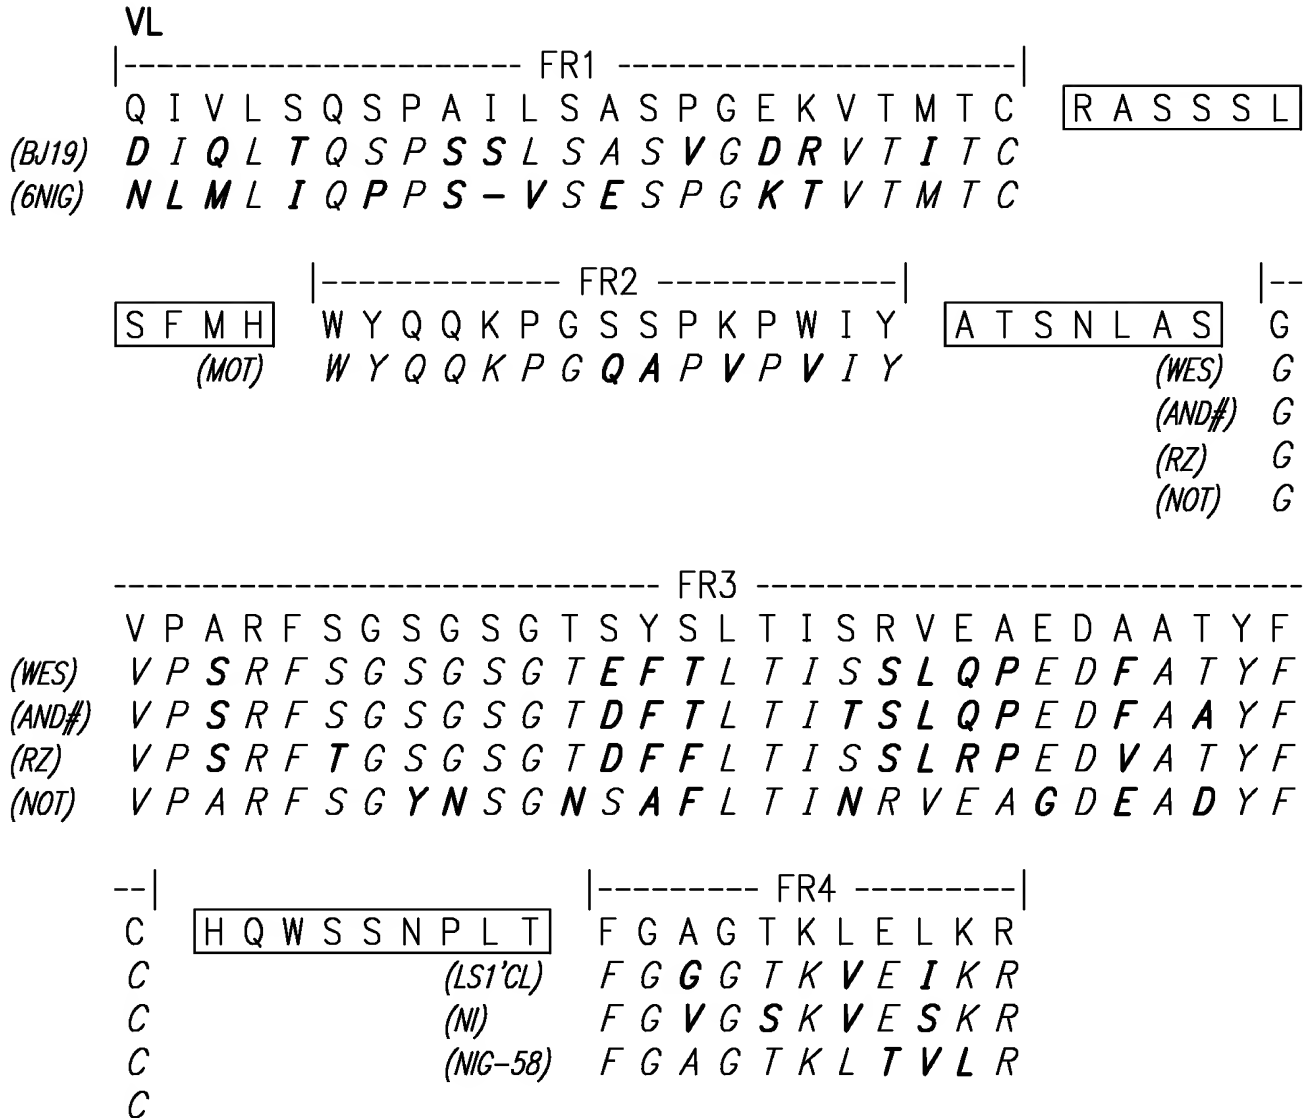 VL
|---------------------- FR1 ----------------------|
Q I V L S Q S P A I L S A S P G E K V T M T C R A S S S L
(BJ19) D I Q L T Q S P S S L S A S V G D R V T I T C
(6NIG) N L M L I Q P P S – V S E S P G K T V T M T C
|------------- FR2 -------------| |--
S F M H W Y Q Q K P G S S P K P W I Y A T S N L A S G
(MOT) W Y Q Q K P G Q A P V P V I Y (WES) G
(AND#) G
(RZ) G
(NOT) G
------------------------------ FR3 ------------------------------
V P A R F S G S G S G T S Y S L T I S R V E A E D A A T Y F
(WES) V P S R F S G S G S G T E F T L T I S S L Q P E D F A T Y F
(AND#) V P S R F S G S G S G T D F T L T I T S L Q P E D F A A Y F
(RZ) V P S R F T G S G S G T D F F L T I S S L R P E D V A T Y F
(NOT) V P A R F S G Y N S G N S A F L T I N R V E A G D E A D Y F
--| |--------- FR4 ---------|
C H Q W S S N P L T F G A G T K L E L K R
C (LS1'CL) F G G G T K V E I K R
C (NI) F G V G S K V E S K R
C (NIG–58) F G A G T K L T V L R
C